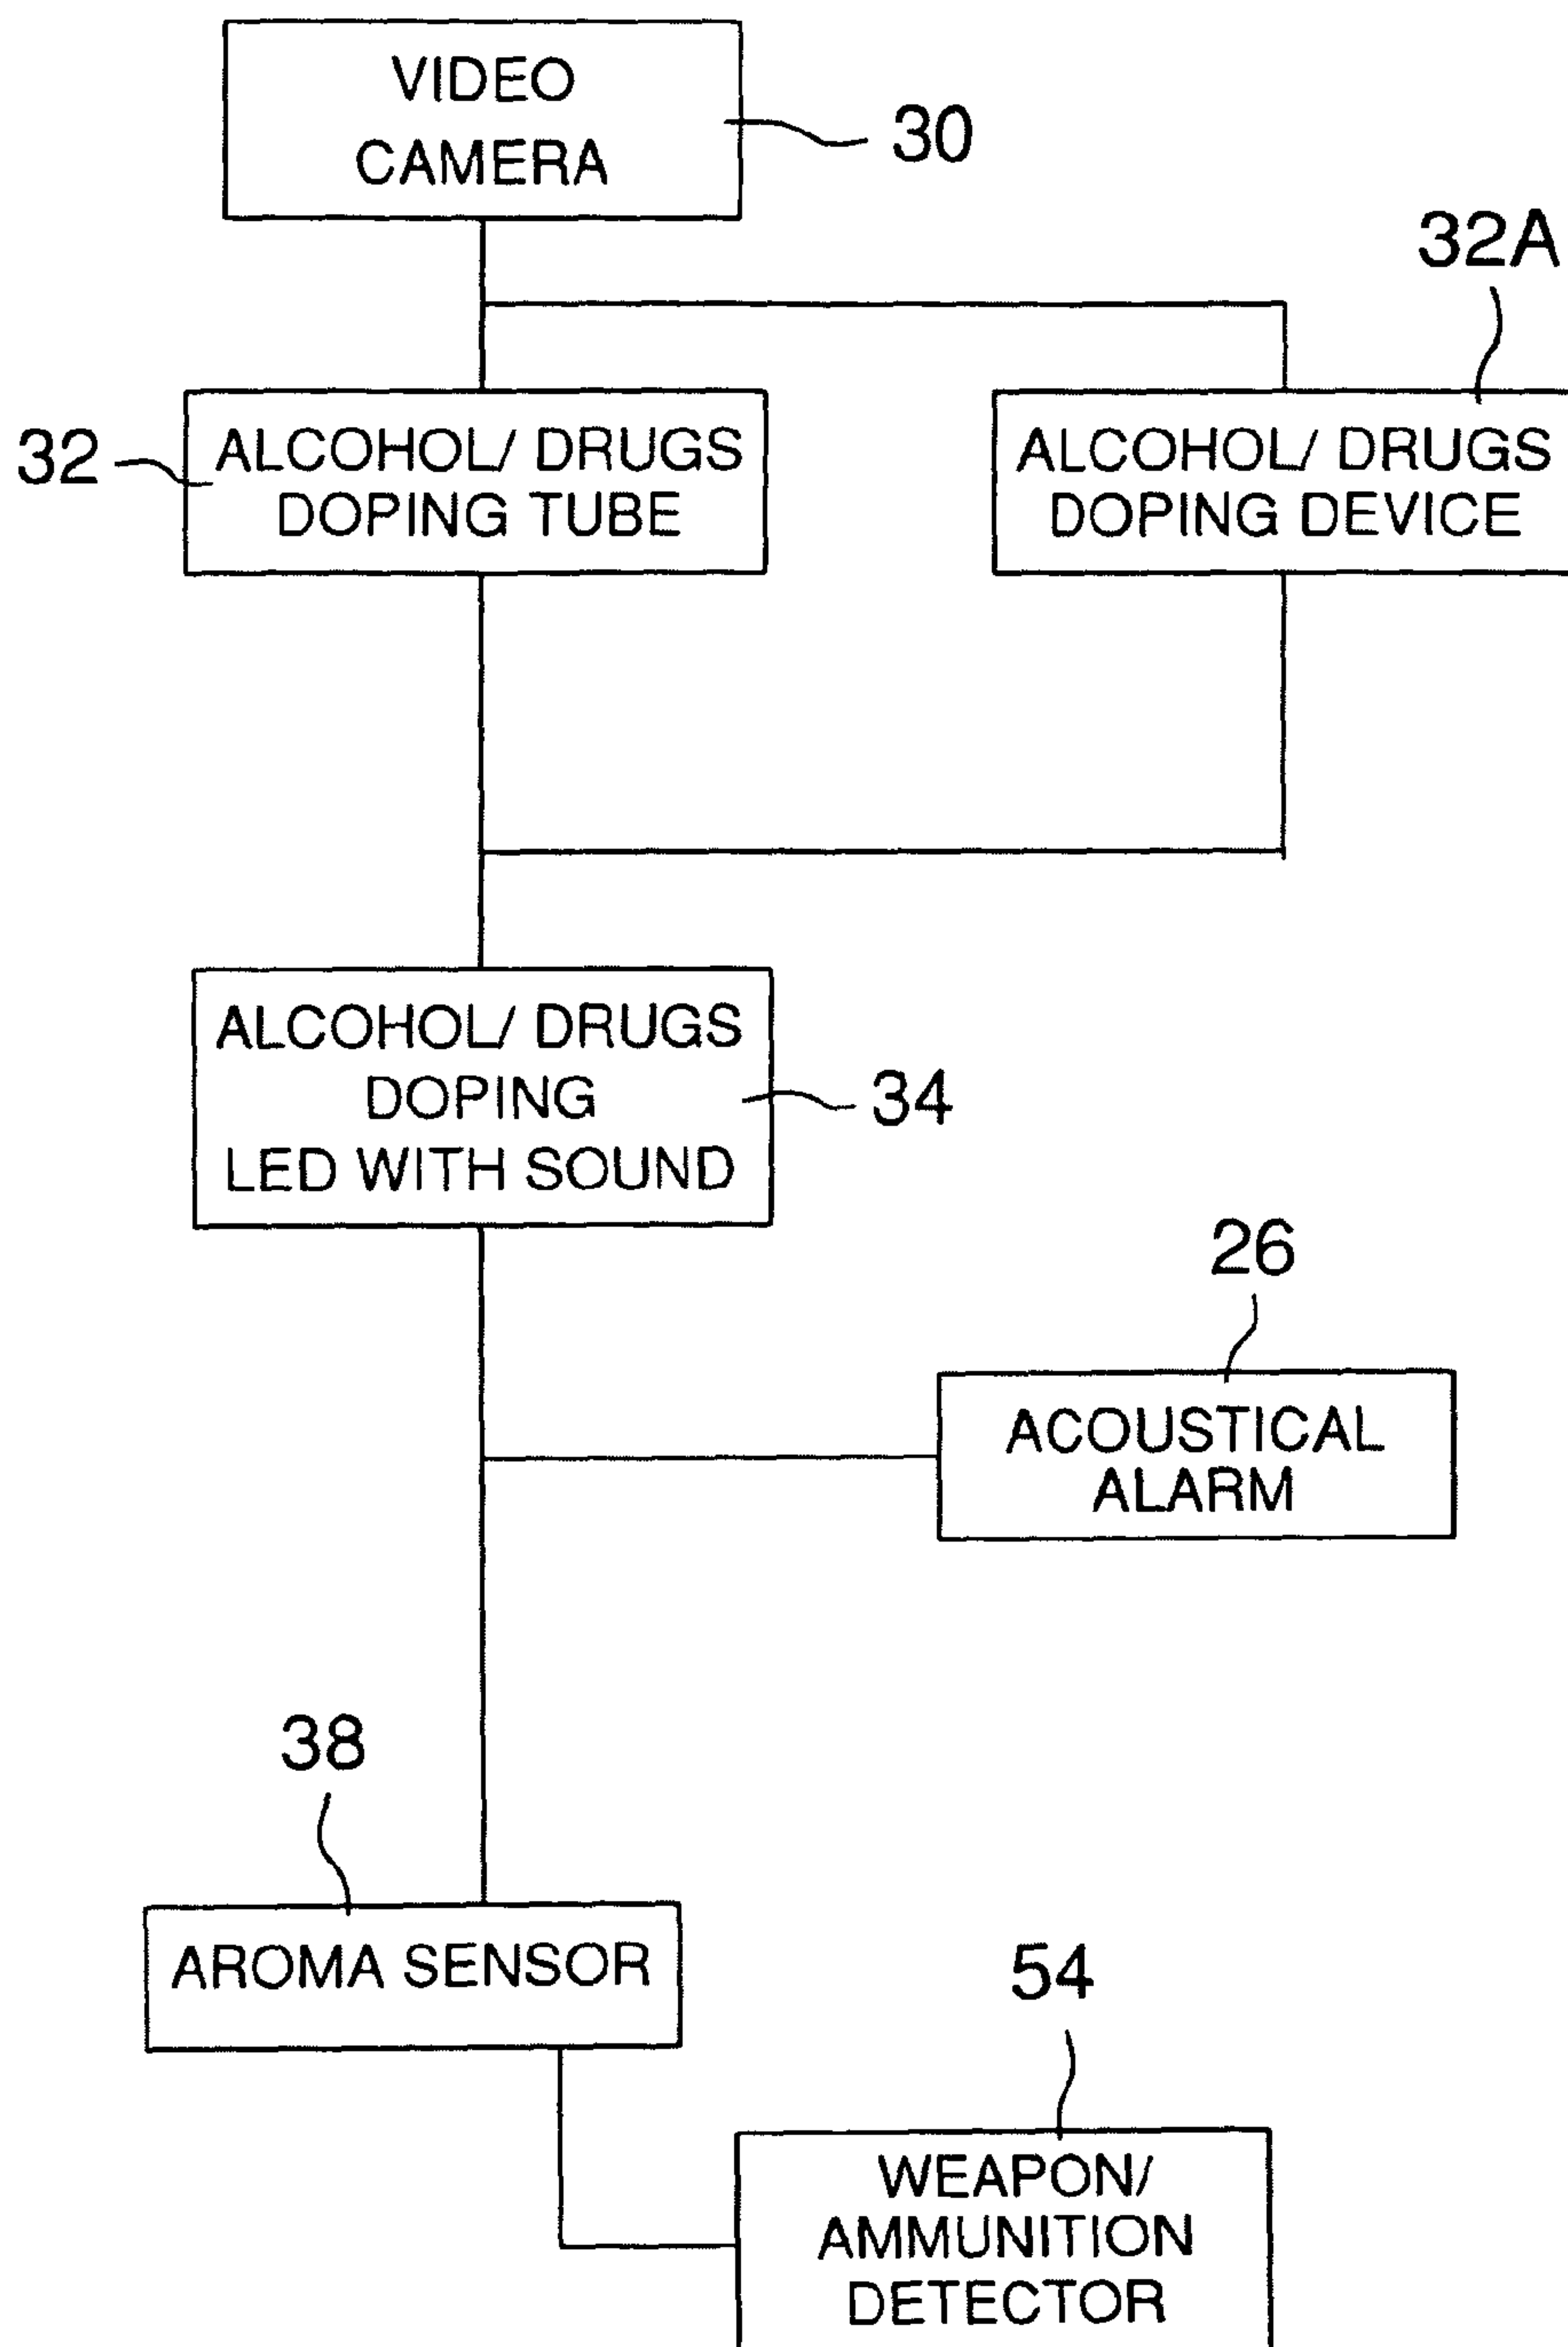 VIDEO
CAMERA
30
32A
32
ALCOHOL/ DRUGS
DOPING TUBE
ALCOHOL/ DRUGS
DOPING DEVICE
ALCOHOL/ DRUGS
DOPING
LED WITH SOUND
34
26
ACOUSTICAL
ALARM
38
AROMA SENSOR
54
WEAPON/
AMMUNITION
DETECTOR